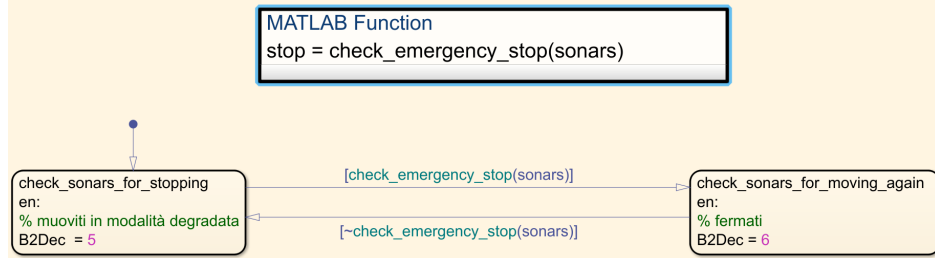 MATLAB Function
stop = check_emergency_stop(sonars)
[check_emergency_stop(sonars)]
check_sonars_for_stopping
en:
% muoviti in modalità degradata
B2Dec  = 5
check_sonars_for_moving_again
en:
% fermati
B2Dec = 6
[~check_emergency_stop(sonars)]